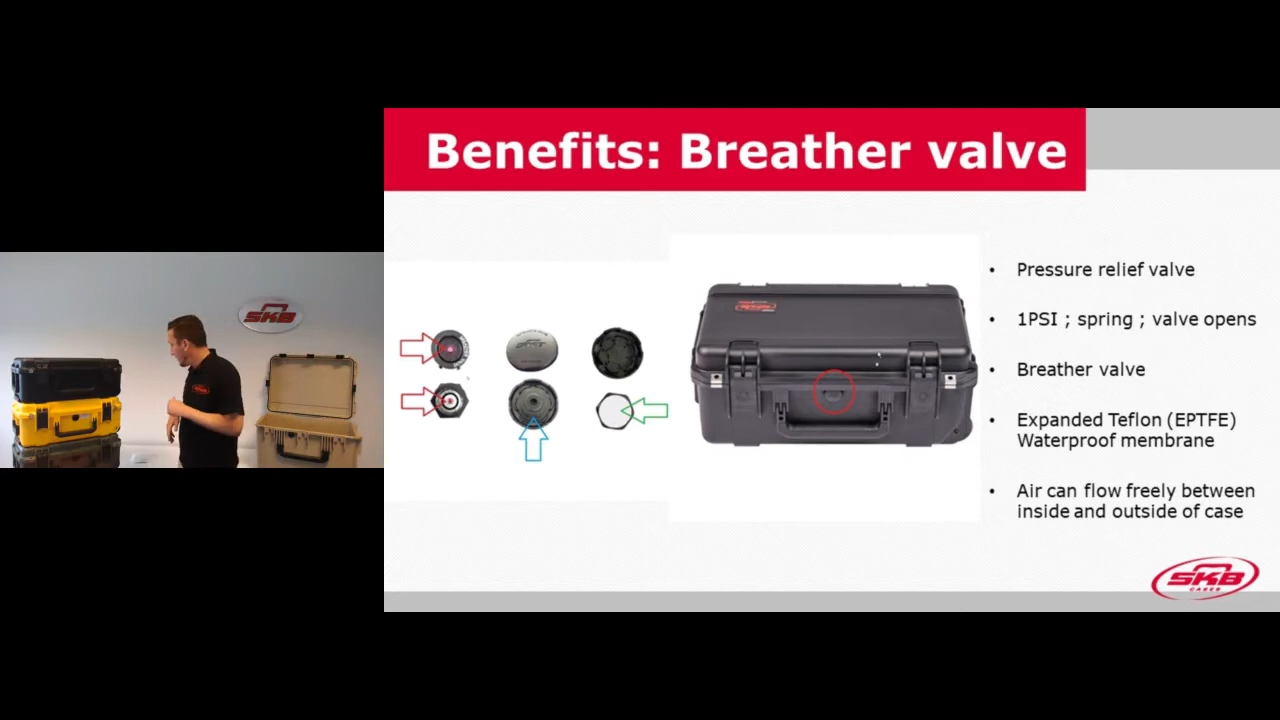 Benefits: Breather valve
SKB
• Pressure relief valve
• 1PSI ; spring ; valve opens
• Breather valve
• Expanded Teflon (EPTFE)
Waterproof membrane
• Air can flow freely between
inside and outside of case
SKB
CASES